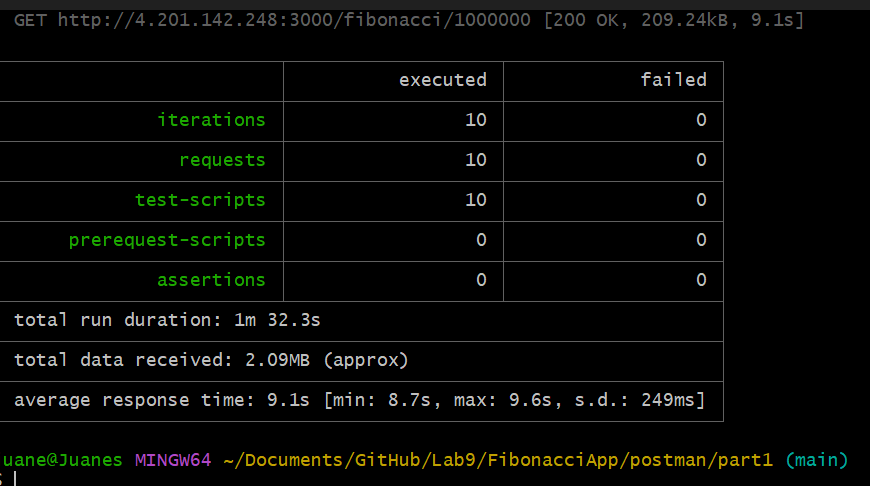 GET http://4.201.142.248:3000/fibonacci/1000000 [200 OK, 209.24kB, 9.1s]
executed failed
iterations 10 0
requests 10 0
test-scripts 10 0
prerequest-scripts 0 0
assertions 0 0
total run duration: 1m 32.3s
total data received: 2.09MB (approx)
average response time: 9.1s [min: 8.7s, max: 9.6s, s.d.: 249ms]
uane@Juanes MINGW64 ~/Documents/GitHub/Lab9/FibonacciApp/postman/part1 (main)
$